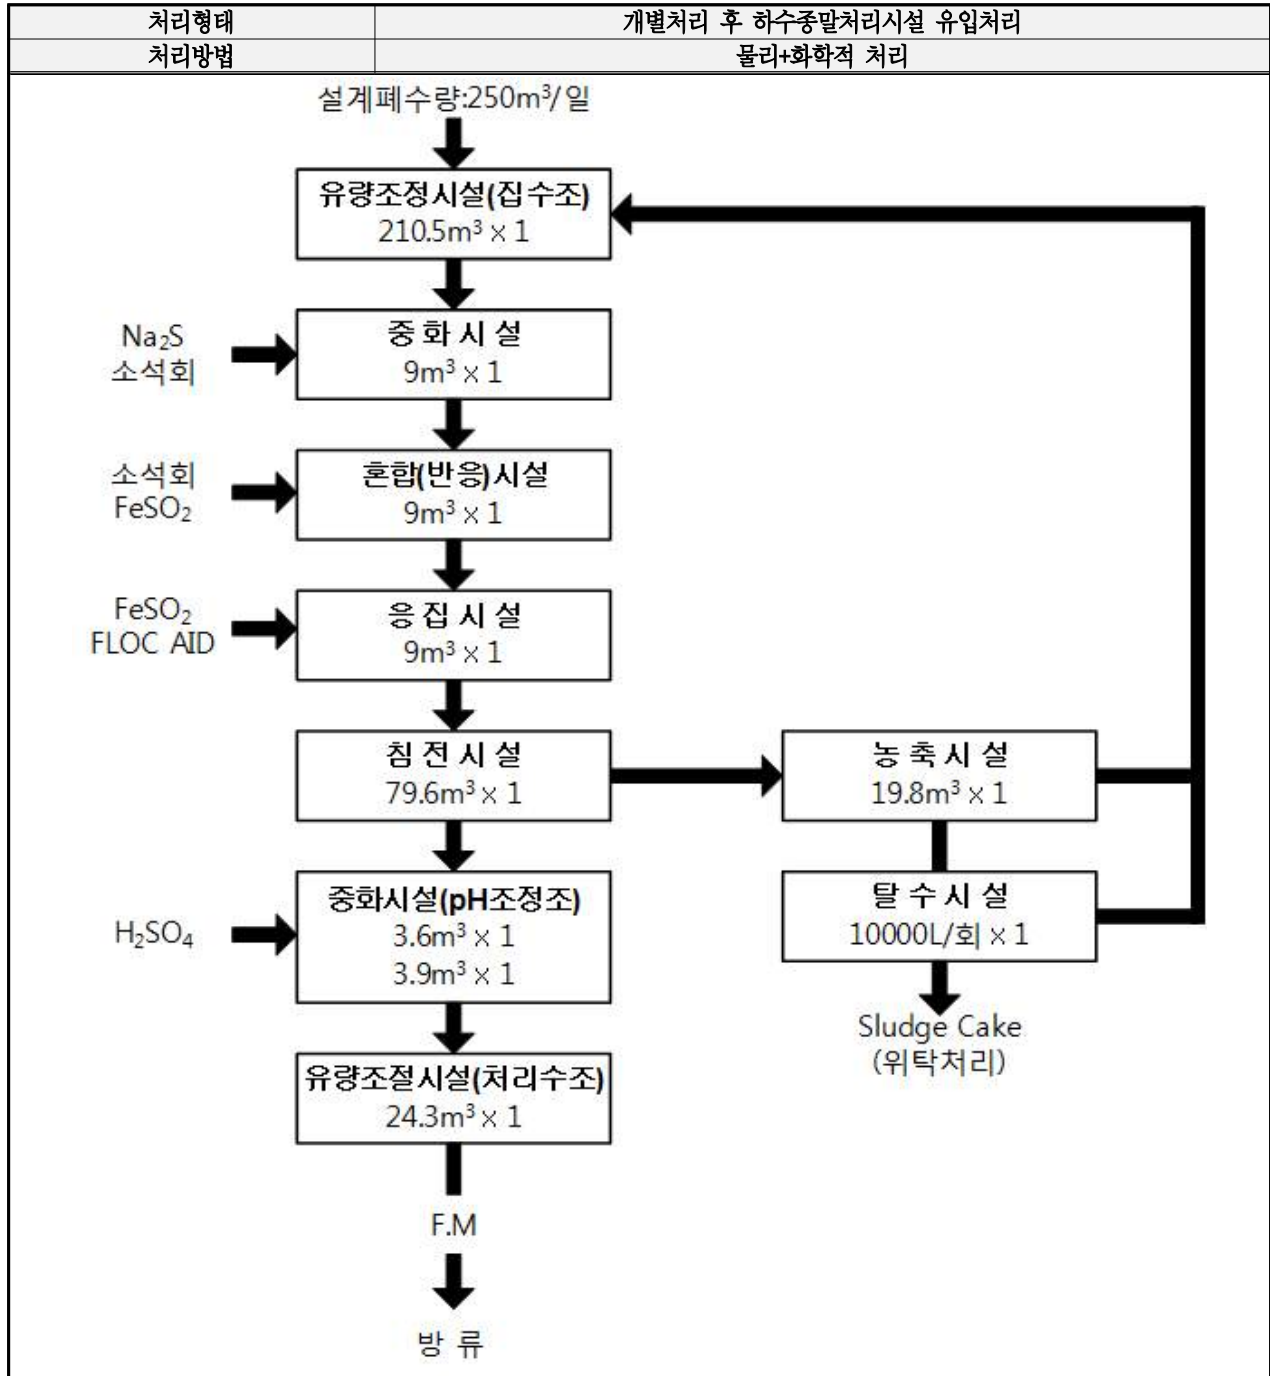 처리형태 개별처리 후 하수종말처리시설 유입처리
처리방법 물리+화학적 처리
설계폐수량:250m³/일
유량조정시설(집수조)
210.5m³ × 1
Na₂S
소석회
중 화 시 설
9m³ × 1
소석회
FeSO₂
혼합(반응)시설
9m³ × 1
FeSO₂
FLOC AID
응 집 시 설
9m³ × 1
침 전 시 설
79.6m³ × 1
농 축 시 설
19.8m³ × 1
H₂SO₄
중화시설(pH조정조)
3.6m³ × 1
3.9m³ × 1
탈 수 시 설
10000L/회 × 1
Sludge Cake
(위탁처리)
유량조절시설(처리수조)
24.3m³ × 1
F.M
방 류